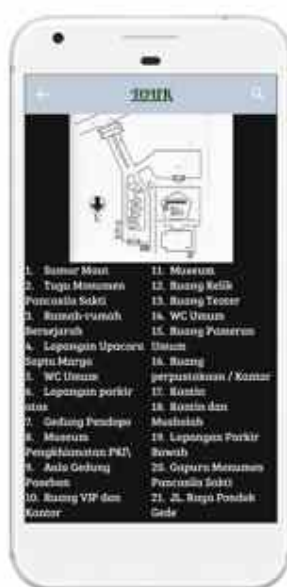 1. Sumur Maut
2. Tugu Monumen
Pancasila Sakti
3. Rumah-rumah
Bersejarah
4. Lapangan Upacara
Sapta Marga
5. WC Umum
6. Lapangan parkir
atas
7. Gedung Pendopo
8. Museum
Pengkhianatan PKI
9. Aula Gedung
Paseban
10. Ruang VIP dan
Kantor
11. Museum
12. Ruang Relik
13. Ruang Teater
14. WC Umum
15. Ruang Pameran
Umum
16. Ruang
perpustakaan / Kantor
17. Kantin
18. Kantin dan
Musholah
19. Lapangan Parkir
Bawah
20. Gapura Monumen
Pancasila Sakti
21. JL. Raya Pondok
Gede